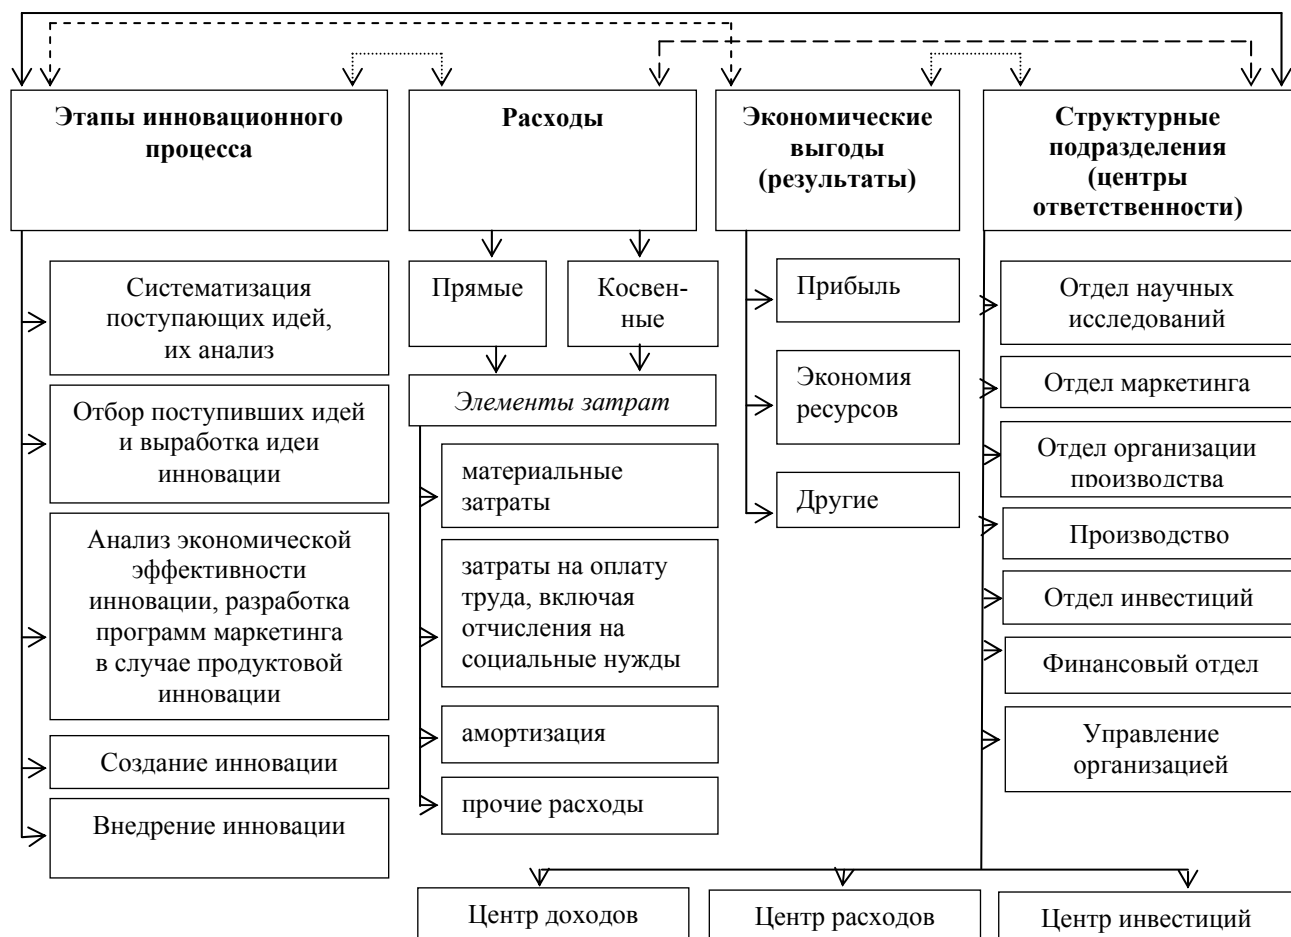 Этапы инновационного
процесса
Расходы
Экономические
выгоды
(результаты)
Структурные
подразделения
(центры
ответственности)
Систематизация
поступающих идей,
их анализ
Отбор поступивших идей
и выработка идеи
инновации
Анализ экономической
эффективности
инновации, разработка
программ маркетинга
в случае продуктовой
инновации
Создание инновации
Внедрение инновации
Прямые
Косвен-
ные
Элементы затрат
материальные
затраты
затраты на оплату
труда, включая
отчисления на
социальные нужды
амортизация
прочие расходы
Прибыль
Экономия
ресурсов
Другие
Отдел научных
исследований
Отдел маркетинга
Отдел организации
производства
Производство
Отдел инвестиций
Финансовый отдел
Управление
организацией
Центр доходов
Центр расходов
Центр инвестиций